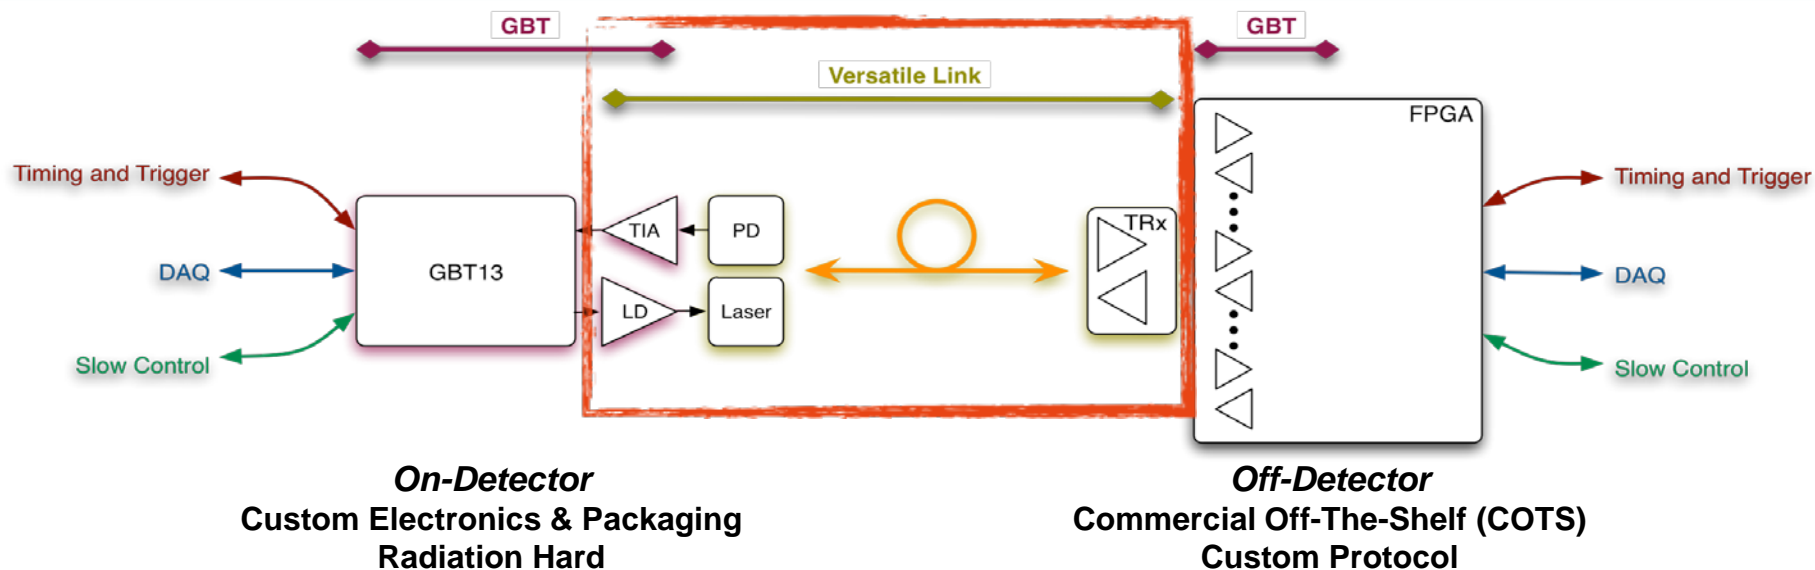 GBT
GBT
Versatile Link
FPGA
Timing and Trigger
Timing and Trigger
TIA
PD
TRx
GBT13
DAQ
DAQ
LD
Laser
Slow Control
Slow Control
On-Detector
Custom Electronics & Packaging
Radiation Hard
Off-Detector
Commercial Off-The-Shelf (COTS)
Custom Protocol